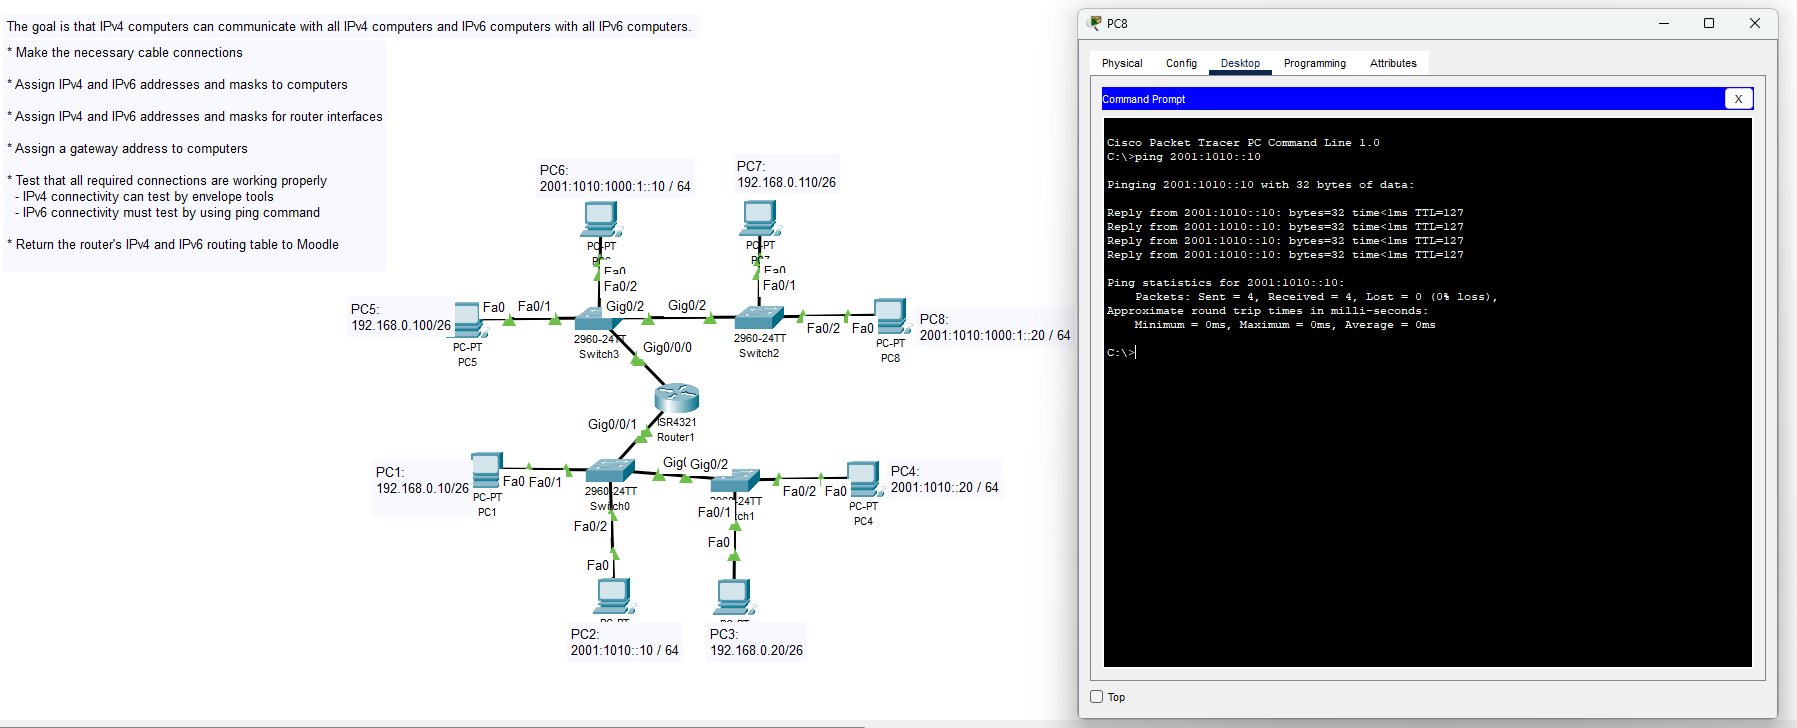 The goal is that IPv4 computers can communicate with all IPv4 computers and IPv6 computers with all IPv6 computers.
* Make the necessary cable connections
* Assign IPv4 and IPv6 addresses and masks to computers
* Assign IPv4 and IPv6 addresses and masks for router interfaces
* Assign a gateway address to computers
* Test that all required connections are working properly
- IPv4 connectivity can test by envelope tools
- IPv6 connectivity must test by using ping command
* Return the router's IPv4 and IPv6 routing table to Moodle
PC6:
2001:1010:1000:1::10 / 64
PC7:
192.168.0.110/26
PC-PT
Fa0
Fa0/2
PC-PT
PC7
Fa0
Fa0/1
PC5:
192.168.0.100/26
Fa0
Fa0/1
Gig0/2
Gig0/2
Fa0/2
Fa0
PC8:
2001:1010:1000:1::20 / 64
PC-PT
PC5
2960-24TT
Switch3
2960-24TT
Switch2
PC-PT
PC8
Gig0/0/0
ISR4321
Router1
Gig0/0/1
PC1:
192.168.0.10/26
Fa0
Fa0/1
Gig0/2
Fa0/2
Fa0
PC4:
2001:1010::20 / 64
PC-PT
PC1
2960-24TT
Switch0
-24TT
ch1
PC-PT
PC4
Fa0/2
Fa0/1
Fa0
Fa0
PC2:
2001:1010::10 / 64
PC3:
192.168.0.20/26
PC8
Physical Config Desktop Programming Attributes
Command Prompt
X
Cisco Packet Tracer PC Command Line 1.0
C:\>ping 2001:1010::10
Pinging 2001:1010::10 with 32 bytes of data:
Reply from 2001:1010::10: bytes=32 time<1ms TTL=127
Reply from 2001:1010::10: bytes=32 time<1ms TTL=127
Reply from 2001:1010::10: bytes=32 time<1ms TTL=127
Reply from 2001:1010::10: bytes=32 time<1ms TTL=127
Ping statistics for 2001:1010::10:
Packets: Sent = 4, Received = 4, Lost = 0 (0% loss),
Approximate round trip times in milli-seconds:
Minimum = 0ms, Maximum = 0ms, Average = 0ms
C:\>
Top